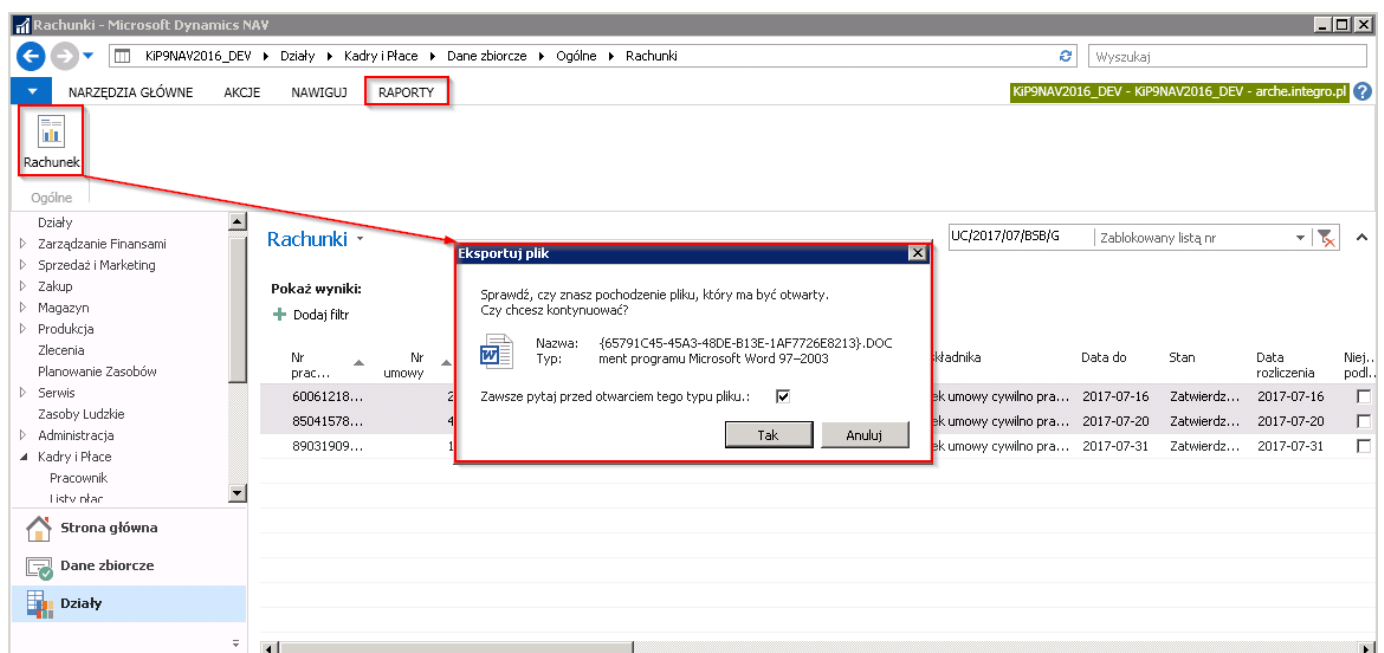 Rachunki - Microsoft Dynamics NAV
KiP9NAV2016_DEV Działy Kadry i Płace Dane zbiorcze Ogólne Rachunki Wyszukaj
NARZĘDZIA GŁÓWNE AKCJE NAWIGUJ RAPORTY KiP9NAV2016_DEV - KiP9NAV2016_DEV - arche.integro.pl
Rachunek
Ogólne
Działy
Zarządzanie Finansami
Sprzedaż i Marketing
Zakup
Magazyn
Produkcja
Zlecenia
Planowanie Zasobów
Serwis
Zasoby Ludzkie
Administracja
Kadry i Płace
Pracownik
Listy płac
Strona główna
Dane zbiorcze
Działy
Rachunki
UC/2017/07/BSB/G Zablokowany listą nr
Pokaż wyniki:
Dodaj filtr
Eksportuj plik
Sprawdź, czy znasz pochodzenie pliku, który ma być otwarty.
Czy chcesz kontynuować?
Nazwa: {65791C45-45A3-48DE-B13E-1AF7726E8213}.DOC
Typ: ment programu Microsoft Word 97–2003
Zawsze pytaj przed otwarciem tego typu pliku.:
Tak Anuluj
Nr prac... Nr umowy składnika Data do Stan Data rozliczenia Niej... podl...
60061218... 2 ek umowy cywilno pra... 2017-07-16 Zatwierdz... 2017-07-16
85041578... 4 ek umowy cywilno pra... 2017-07-20 Zatwierdz... 2017-07-20
89031909... 1 ek umowy cywilno pra... 2017-07-31 Zatwierdz... 2017-07-31